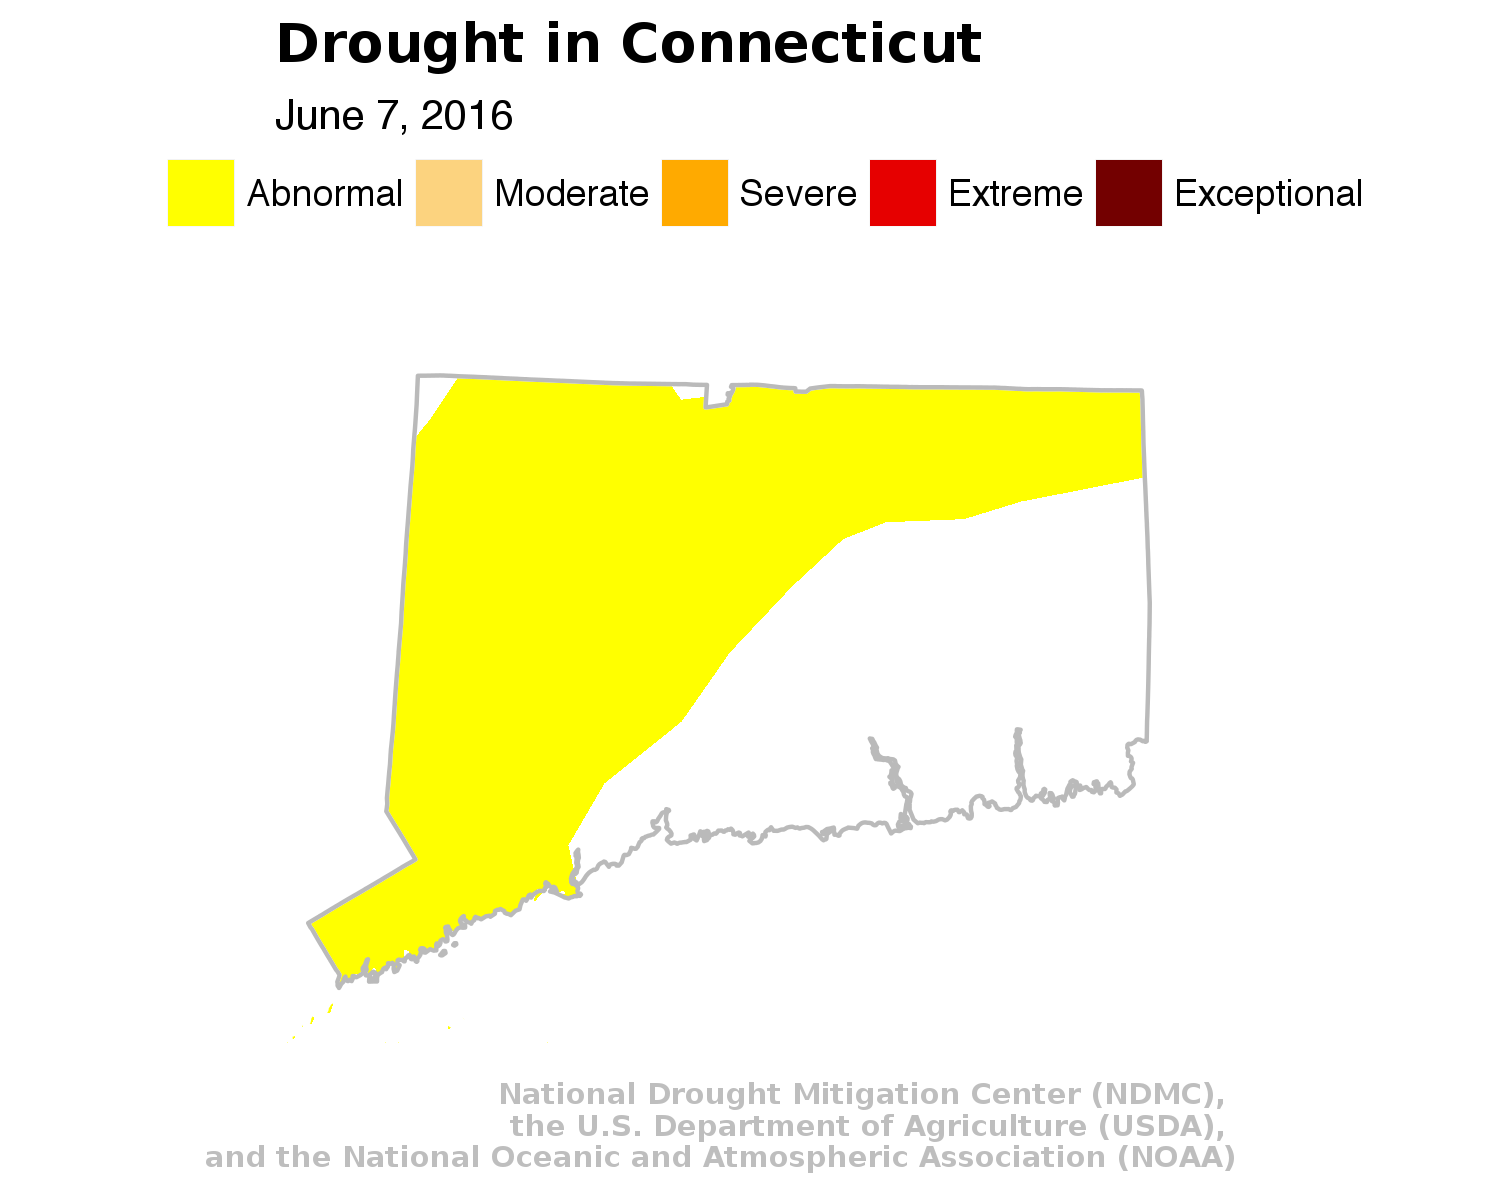 Drought in Connecticut
June 7, 2016
Abnormal Moderate Severe Extreme Exceptional
National Drought Mitigation Center (NDMC),
the U.S. Department of Agriculture (USDA),
and the National Oceanic and Atmospheric Association (NOAA)